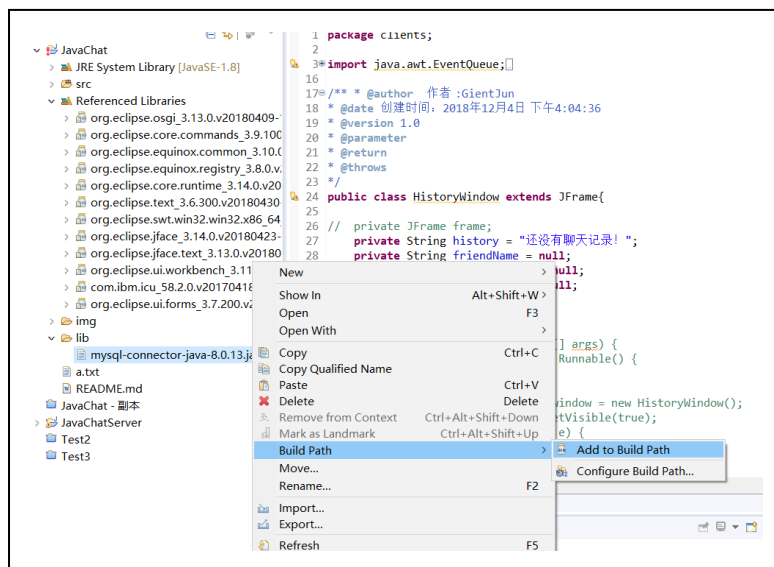 JavaChat
JRE System Library [JavaSE-1.8]
src
Referenced Libraries
org.eclipse.osgi_3.13.0.v20180409-
org.eclipse.core.commands_3.9.100
org.eclipse.equinox.common_3.10.
org.eclipse.equinox.registry_3.8.0.v
org.eclipse.core.runtime_3.14.0.v20
org.eclipse.text_3.6.300.v20180430-
org.eclipse.swt.win32.win32.x86_64
org.eclipse.jface_3.14.0.v20180423-
org.eclipse.jface.text_3.13.0.v20180
org.eclipse.ui.workbench_3.11
com.ibm.icu_58.2.0.v20170418
org.eclipse.ui.forms_3.7.200.v2
img
lib
mysql-connector-java-8.0.13.ja
a.txt
README.md
JavaChat - 副本
JavaChatServer
Test2
Test3
1 package clients;
2
3 import java.awt.EventQueue;
16
17 /** * @author 作者 :GientJun
18 * @date 创建时间：2018年12月4日 下午4:04:36
19 * @version 1.0
20 * @parameter
21 * @return
22 * @throws
23 */
24 public class HistoryWindow extends JFrame{
25
26 // private JFrame frame;
27 private String history = "还没有聊天记录！";
28 private String friendName = null;
null;
null;
[] args) {
Runnable() {
window = new HistoryWindow();
etVisible(true);
e) {
New
Show In Alt+Shift+W
Open F3
Open With
Copy Ctrl+C
Copy Qualified Name
Paste Ctrl+V
Delete Delete
Remove from Context Ctrl+Alt+Shift+Down
Mark as Landmark Ctrl+Alt+Shift+Up
Build Path
Move...
Rename... F2
Import...
Export...
Refresh F5
Add to Build Path
Configure Build Path...